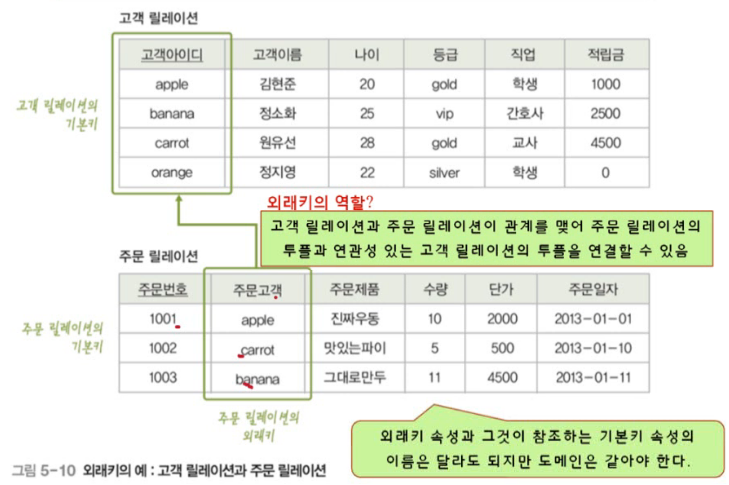 고객 릴레이션
고객아이디 고객이름 나이 등급 직업 적립금
apple 김현준 20 gold 학생 1000
banana 정소화 25 vip 간호사 2500
carrot 원유선 28 gold 교사 4500
orange 정지영 22 silver 학생 0
고객 릴레이션의
기본키
외래키의 역할?
고객 릴레이션과 주문 릴레이션이 관계를 맺어 주문 릴레이션의
투플과 연관성 있는 고객 릴레이션의 투플을 연결할 수 있음
주문 릴레이션
주문번호 주문고객 주문제품 수량 단가 주문일자
1001 apple 진짜우동 10 2000 2013-01-01
1002 carrot 맛있는파이 5 500 2013-01-10
1003 banana 그대로만두 11 4500 2013-01-11
주문 릴레이션의
기본키
주문 릴레이션의
외래키
외래키 속성과 그것이 참조하는 기본키 속성의
이름은 달라도 되지만 도메인은 같아야 한다.
그림 5-10 외래키의 예 : 고객 릴레이션과 주문 릴레이션